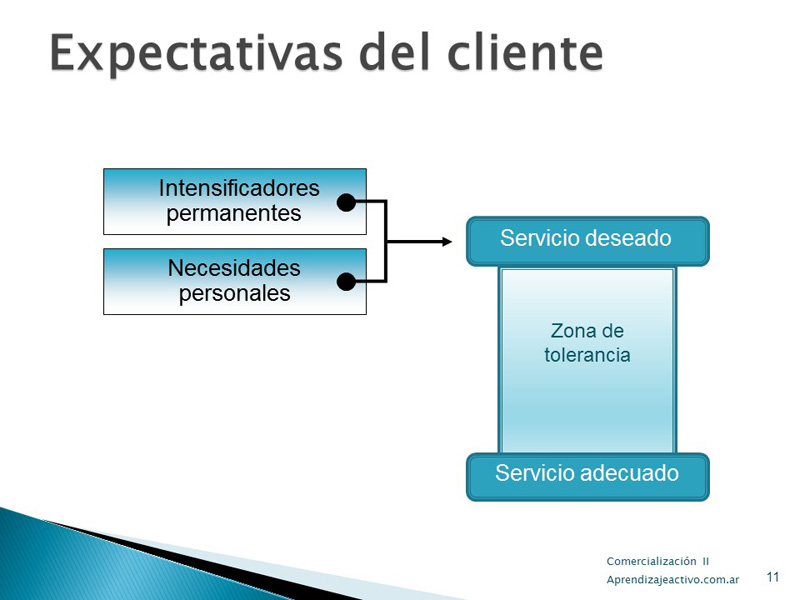 Expectativas del cliente
Intensificadores
permanentes
Necesidades
personales
Servicio deseado
Zona de
tolerancia
Servicio adecuado
Comercialización II
Aprendizajeactivo.com.ar
11